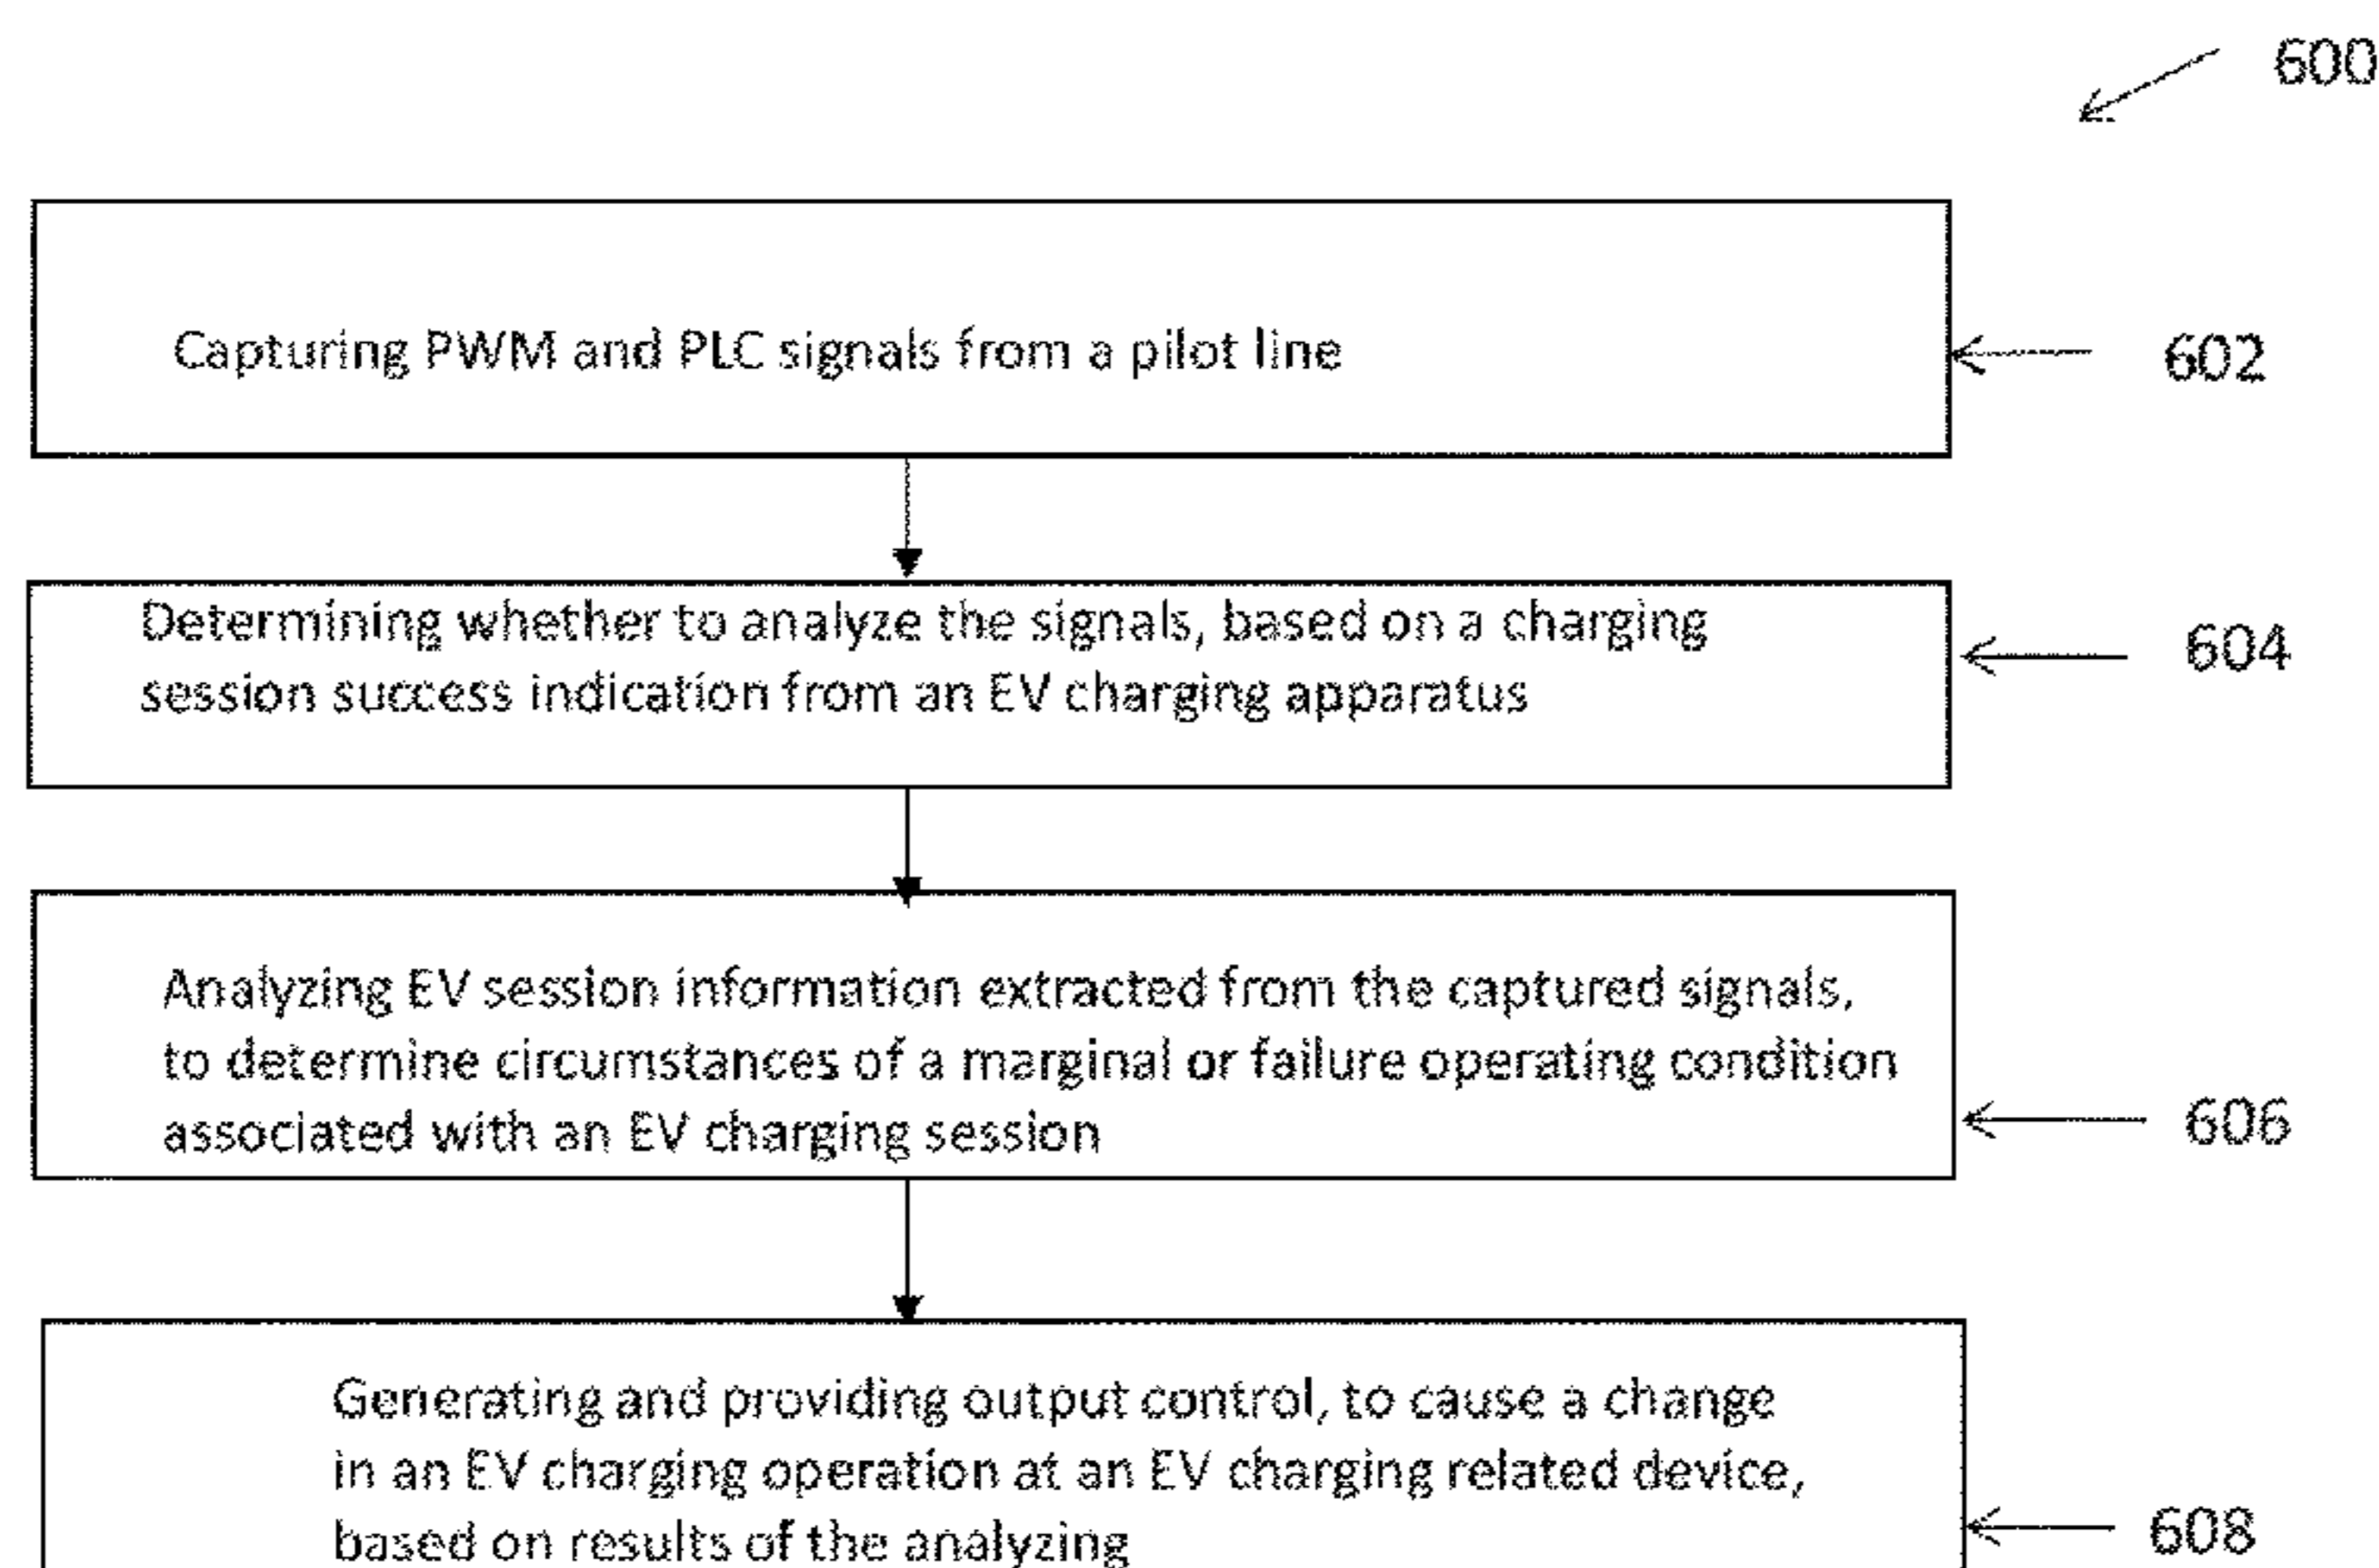 600
Capturing PWM and PLC signals from a pilot line
602
Determining whether to analyze the signals, based on a charging
session success indication from an EV charging apparatus
604
Analyzing EV session information extracted from the captured signals,
to determine circumstances of a marginal or failure operating condition
associated with an EV charging session
606
Generating and providing output control, to cause a change
in an EV charging operation at an EV charging related device,
based on results of the analyzing
608